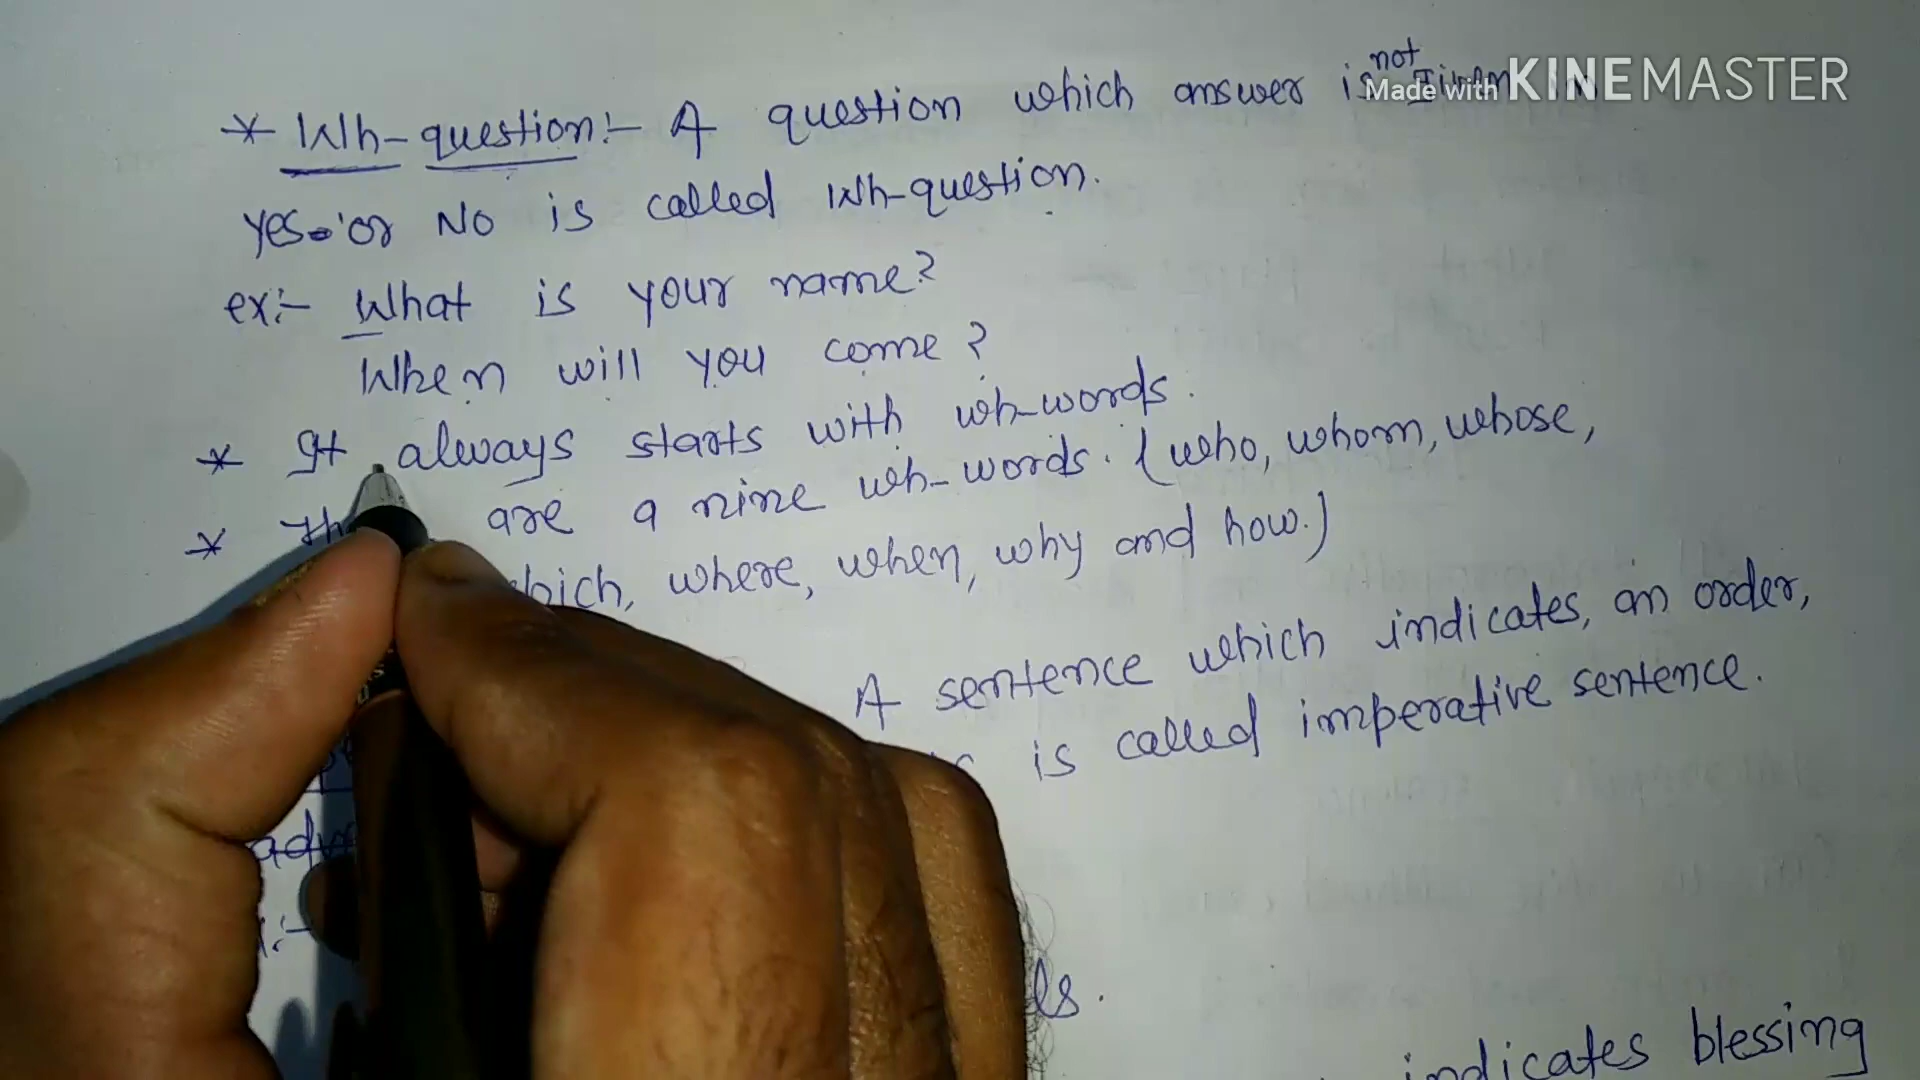 Made with KINEMASTER
not
* Wh-question:- A question which answer is given in
Yes or No is called Wh-question.
ex:- What is your name?
When will you come?
* It always starts with wh-words.
* are a nine wh-words. (who, whom, whose,
which, where, when, why and how.)
A sentence which indicates, an order,
is called imperative sentence.
indicates blessing